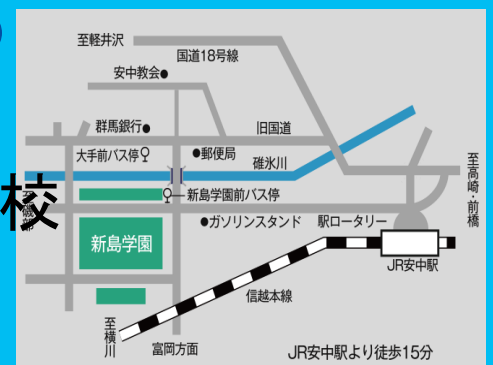 至軽井沢
国道18号線
安中教会
群馬銀行
旧国道
大手前バス停
郵便局
碓氷川
至高崎・前橋
校
至磯部
新島学園前バス停
ガソリンスタンド
駅ロータリー
新島学園
JR安中駅
信越本線
至横川
富岡方面
JR安中駅より徒歩15分